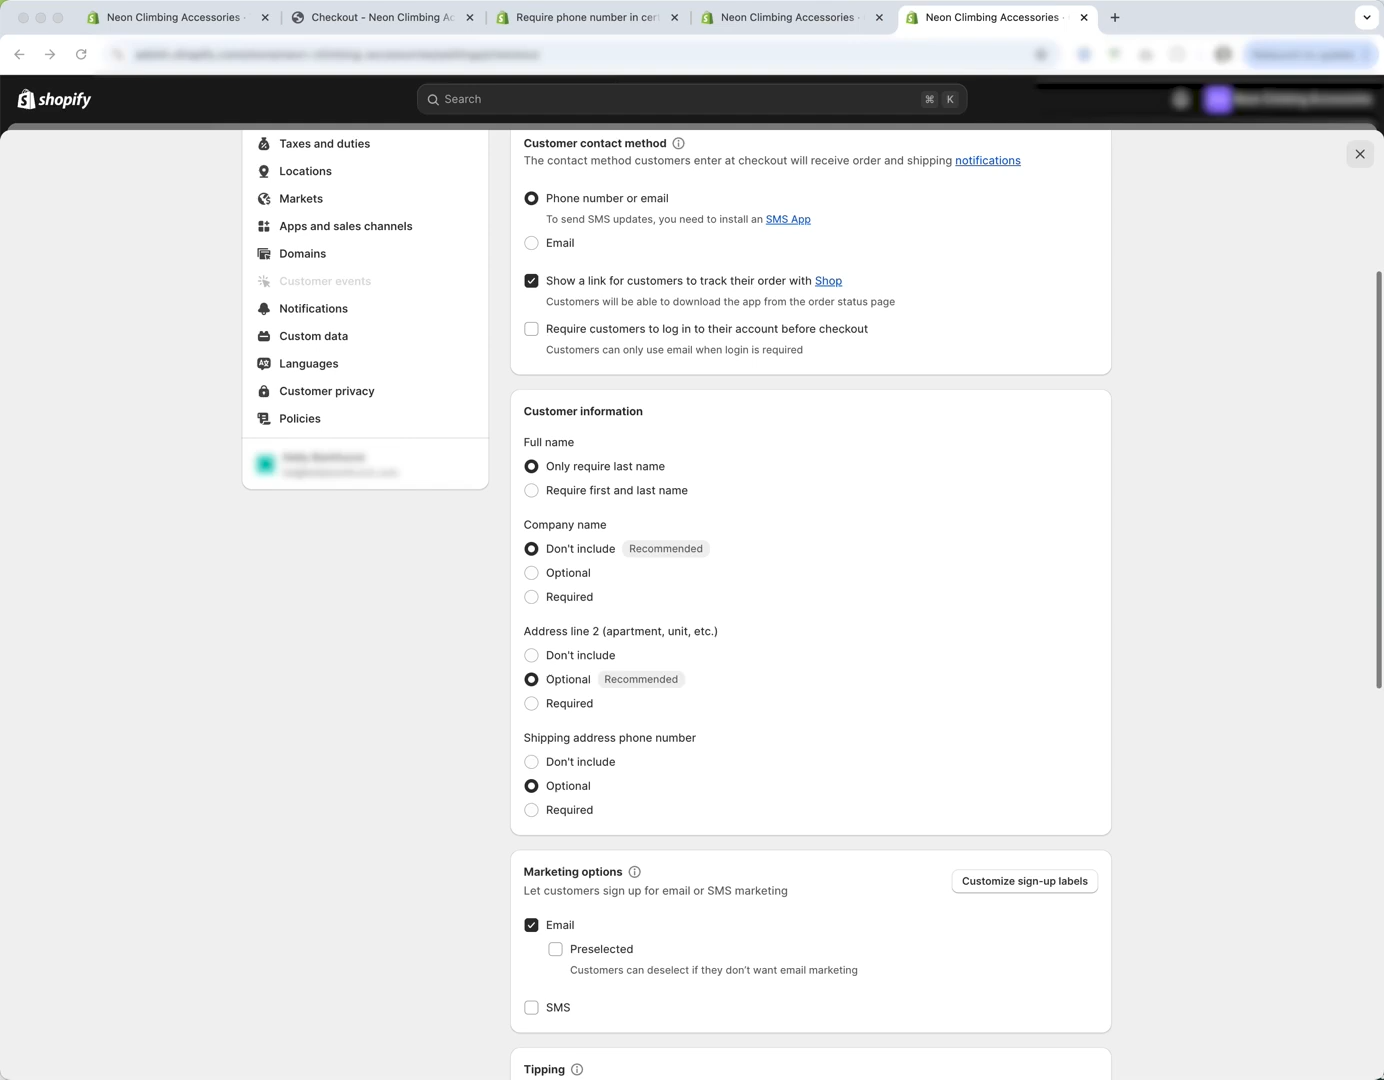 Neon Climbing Accessories ·
Checkout - Neon Climbing Ac
Require phone number in cert
Neon Climbing Accessories ·
Neon Climbing Accessories ·
shopify
Search
⌘ K
Taxes and duties
Locations
Markets
Apps and sales channels
Domains
Customer events
Notifications
Custom data
Languages
Customer privacy
Policies
Customer contact method
The contact method customers enter at checkout will receive order and shipping notifications
Phone number or email
To send SMS updates, you need to install an SMS App
Email
Show a link for customers to track their order with Shop
Customers will be able to download the app from the order status page
Require customers to log in to their account before checkout
Customers can only use email when login is required
Customer information
Full name
Only require last name
Require first and last name
Company name
Don't include Recommended
Optional
Required
Address line 2 (apartment, unit, etc.)
Don't include
Optional Recommended
Required
Shipping address phone number
Don't include
Optional
Required
Marketing options
Let customers sign up for email or SMS marketing
Customize sign-up labels
Email
Preselected
Customers can deselect if they don't want email marketing
SMS
Tipping